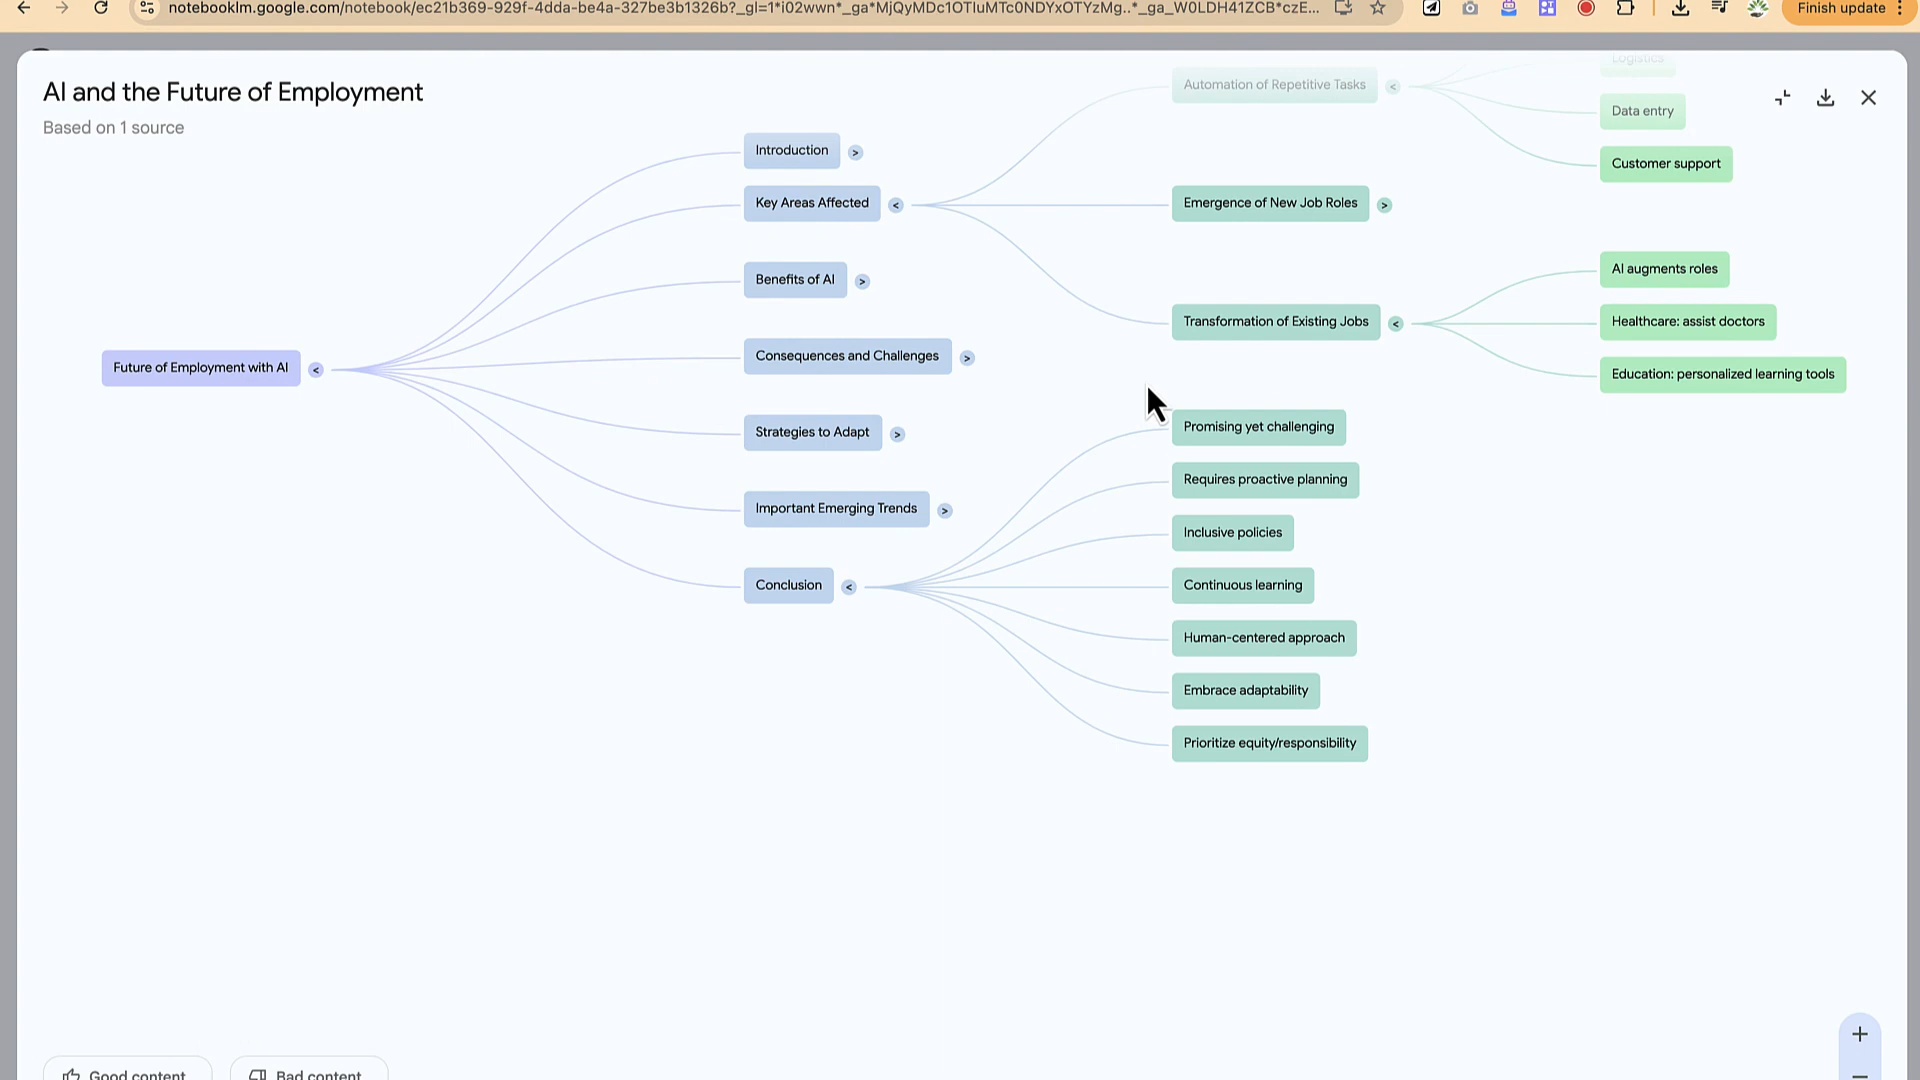 notebooklm.google.com/notebook/ec21b369-929f-4dda-be4a-327be3b1326b?_gl=1*i02wwn*_ga*MjQyMDc1OTIuMTc0NDYxOTYzMg..*_ga_W0LDH41ZCB*czE...
Finish update
AI and the Future of Employment
Based on 1 source
Future of Employment with AI <
Introduction >
Key Areas Affected <
Benefits of AI >
Consequences and Challenges >
Strategies to Adapt >
Important Emerging Trends >
Conclusion <
Automation of Repetitive Tasks <
Emergence of New Job Roles >
Transformation of Existing Jobs <
Promising yet challenging
Requires proactive planning
Inclusive policies
Continuous learning
Human-centered approach
Embrace adaptability
Prioritize equity/responsibility
Logistics
Data entry
Customer support
AI augments roles
Healthcare: assist doctors
Education: personalized learning tools
Good content
Bad content